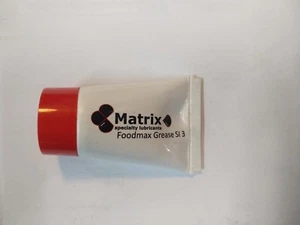 Matrix
specialty lubricants
Foodmax Grease SI 3